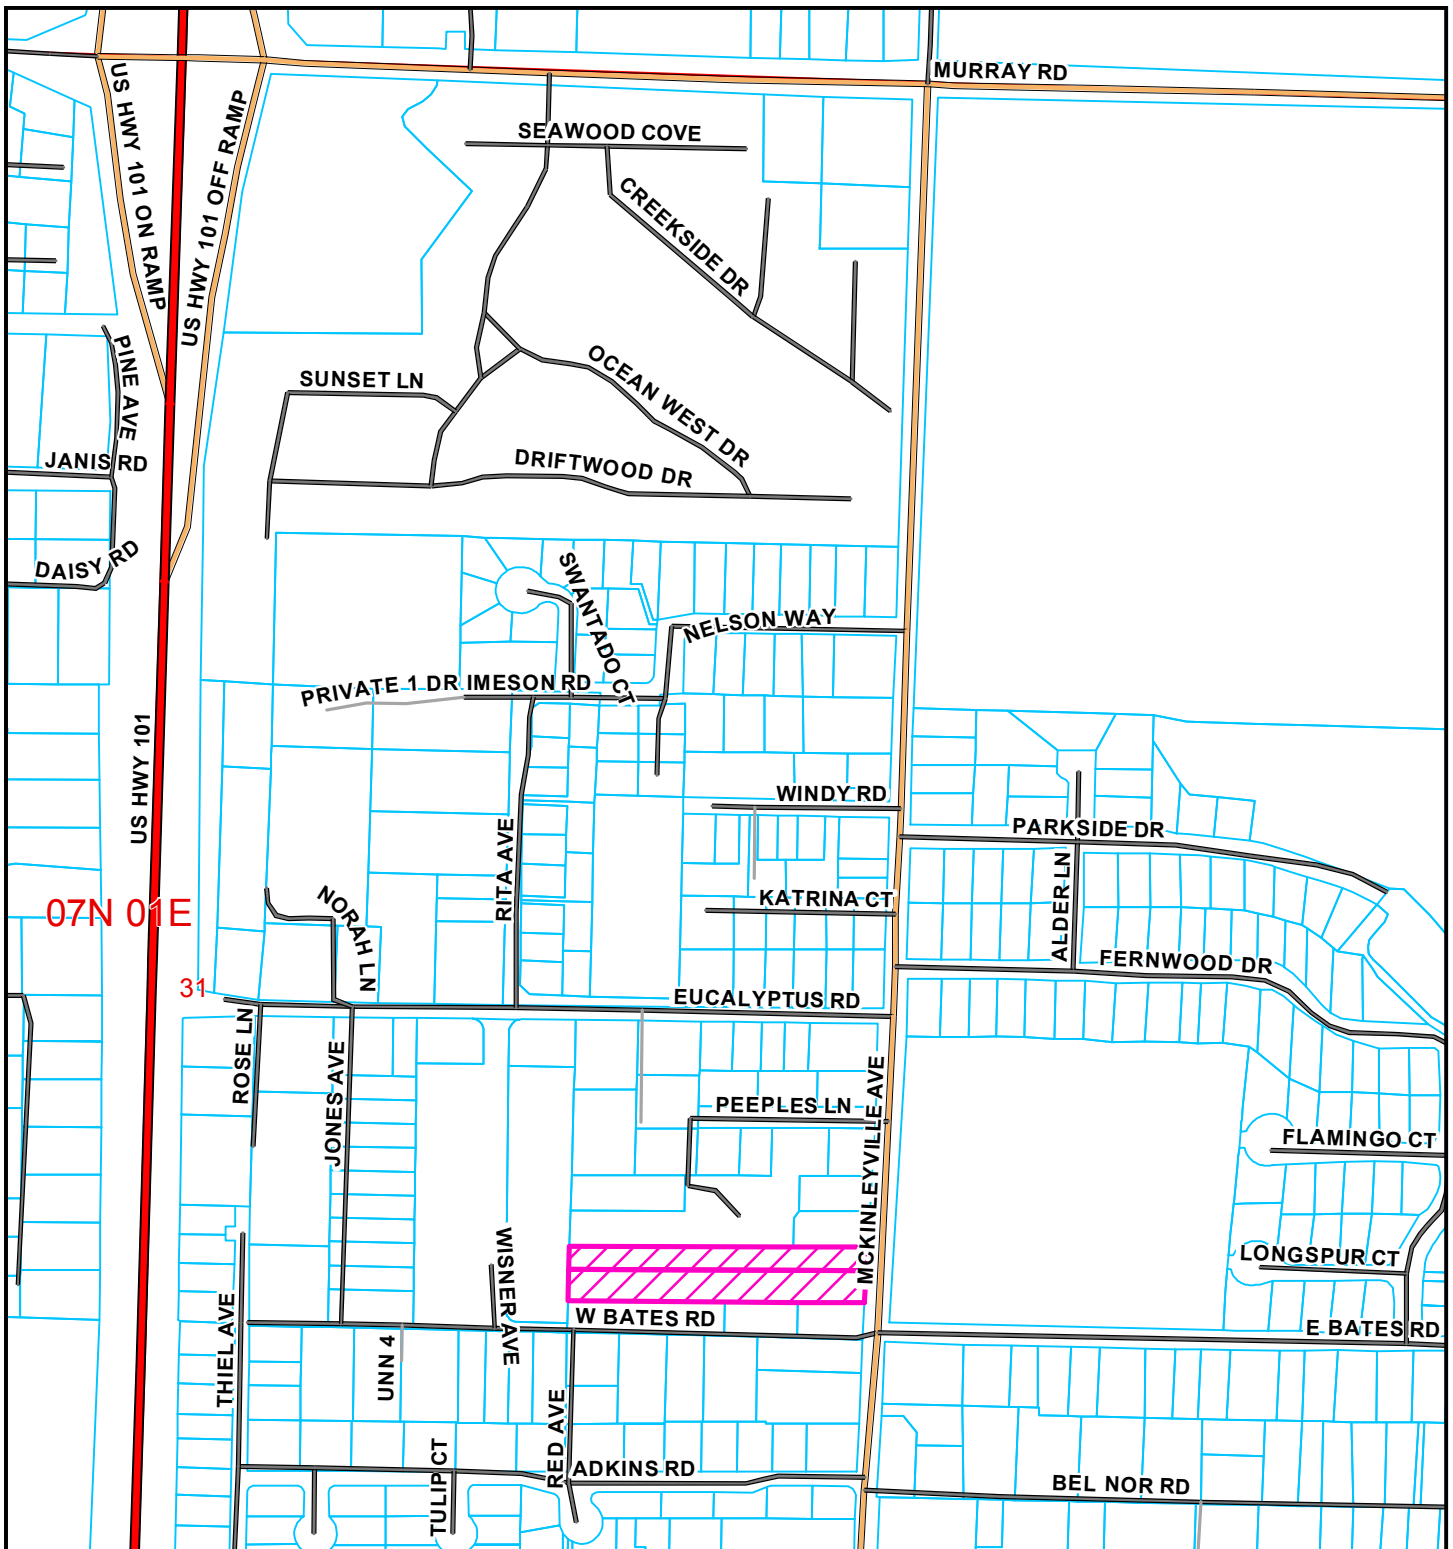 MURRAY RD
US HWY 101 ON RAMP
US HWY 101 OFF RAMP
SEAWOOD COVE
CREEKSIDE DR
PINE AVE
SUNSET LN
OCEAN WEST DR
JANIS RD
DRIFTWOOD DR
DAISY RD
SWANTADO CT
NELSON WAY
PRIVATE 1 DR
IMESON RD
US HWY 101
WINDY RD
PARKSIDE DR
RITA AVE
ALDER LN
KATRINA CT
NORAH LN
07N 01E
FERNWOOD DR
31
EUCALYPTUS RD
ROSE LN
JONES AVE
MCKINLEYVILLE AVE
PEEPLES LN
FLAMINGO CT
WISNER AVE
LONGSPUR CT
THIEL AVE
W BATES RD
E BATES RD
UNN 4
RED AVE
TULIP CT
ADKINS RD
BEL NOR RD